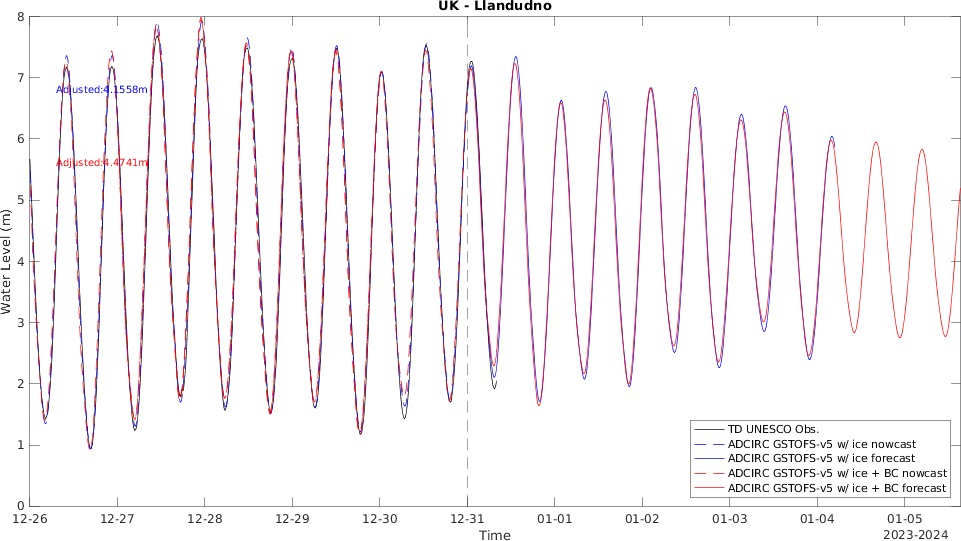 UK - Llandudno
8
7
6
5
4
3
2
1
0
Water Level (m)
Adjusted:4.1558m
Adjusted:4.4741m
TD UNESCO Obs.
ADCIRC GSTOFS-v5 w/ ice nowcast
ADCIRC GSTOFS-v5 w/ ice forecast
ADCIRC GSTOFS-v5 w/ ice + BC nowcast
ADCIRC GSTOFS-v5 w/ ice + BC forecast
12-26 12-27 12-28 12-29 12-30 12-31 01-01 01-02 01-03 01-04 01-05
Time
2023-2024